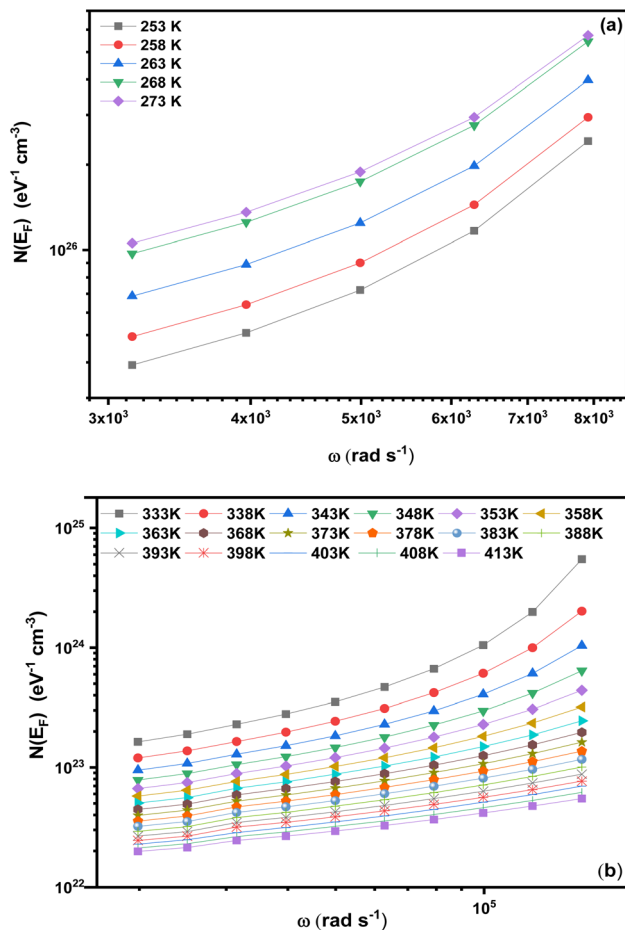 (a)
253 K
258 K
263 K
268 K
273 K
N(E_F) (eV⁻¹ cm⁻³)
10²⁶
3x10³ 4x10³ 5x10³ 6x10³ 7x10³ 8x10³
ω (rad s⁻¹)
333K 338K 343K 348K 353K 358K
363K 368K 373K 378K 383K 388K
393K 398K 403K 408K 413K
10²⁵
10²⁴
N(E_F) (eV⁻¹ cm⁻³)
10²³
10²²
(b)
10⁵
ω (rad s⁻¹)